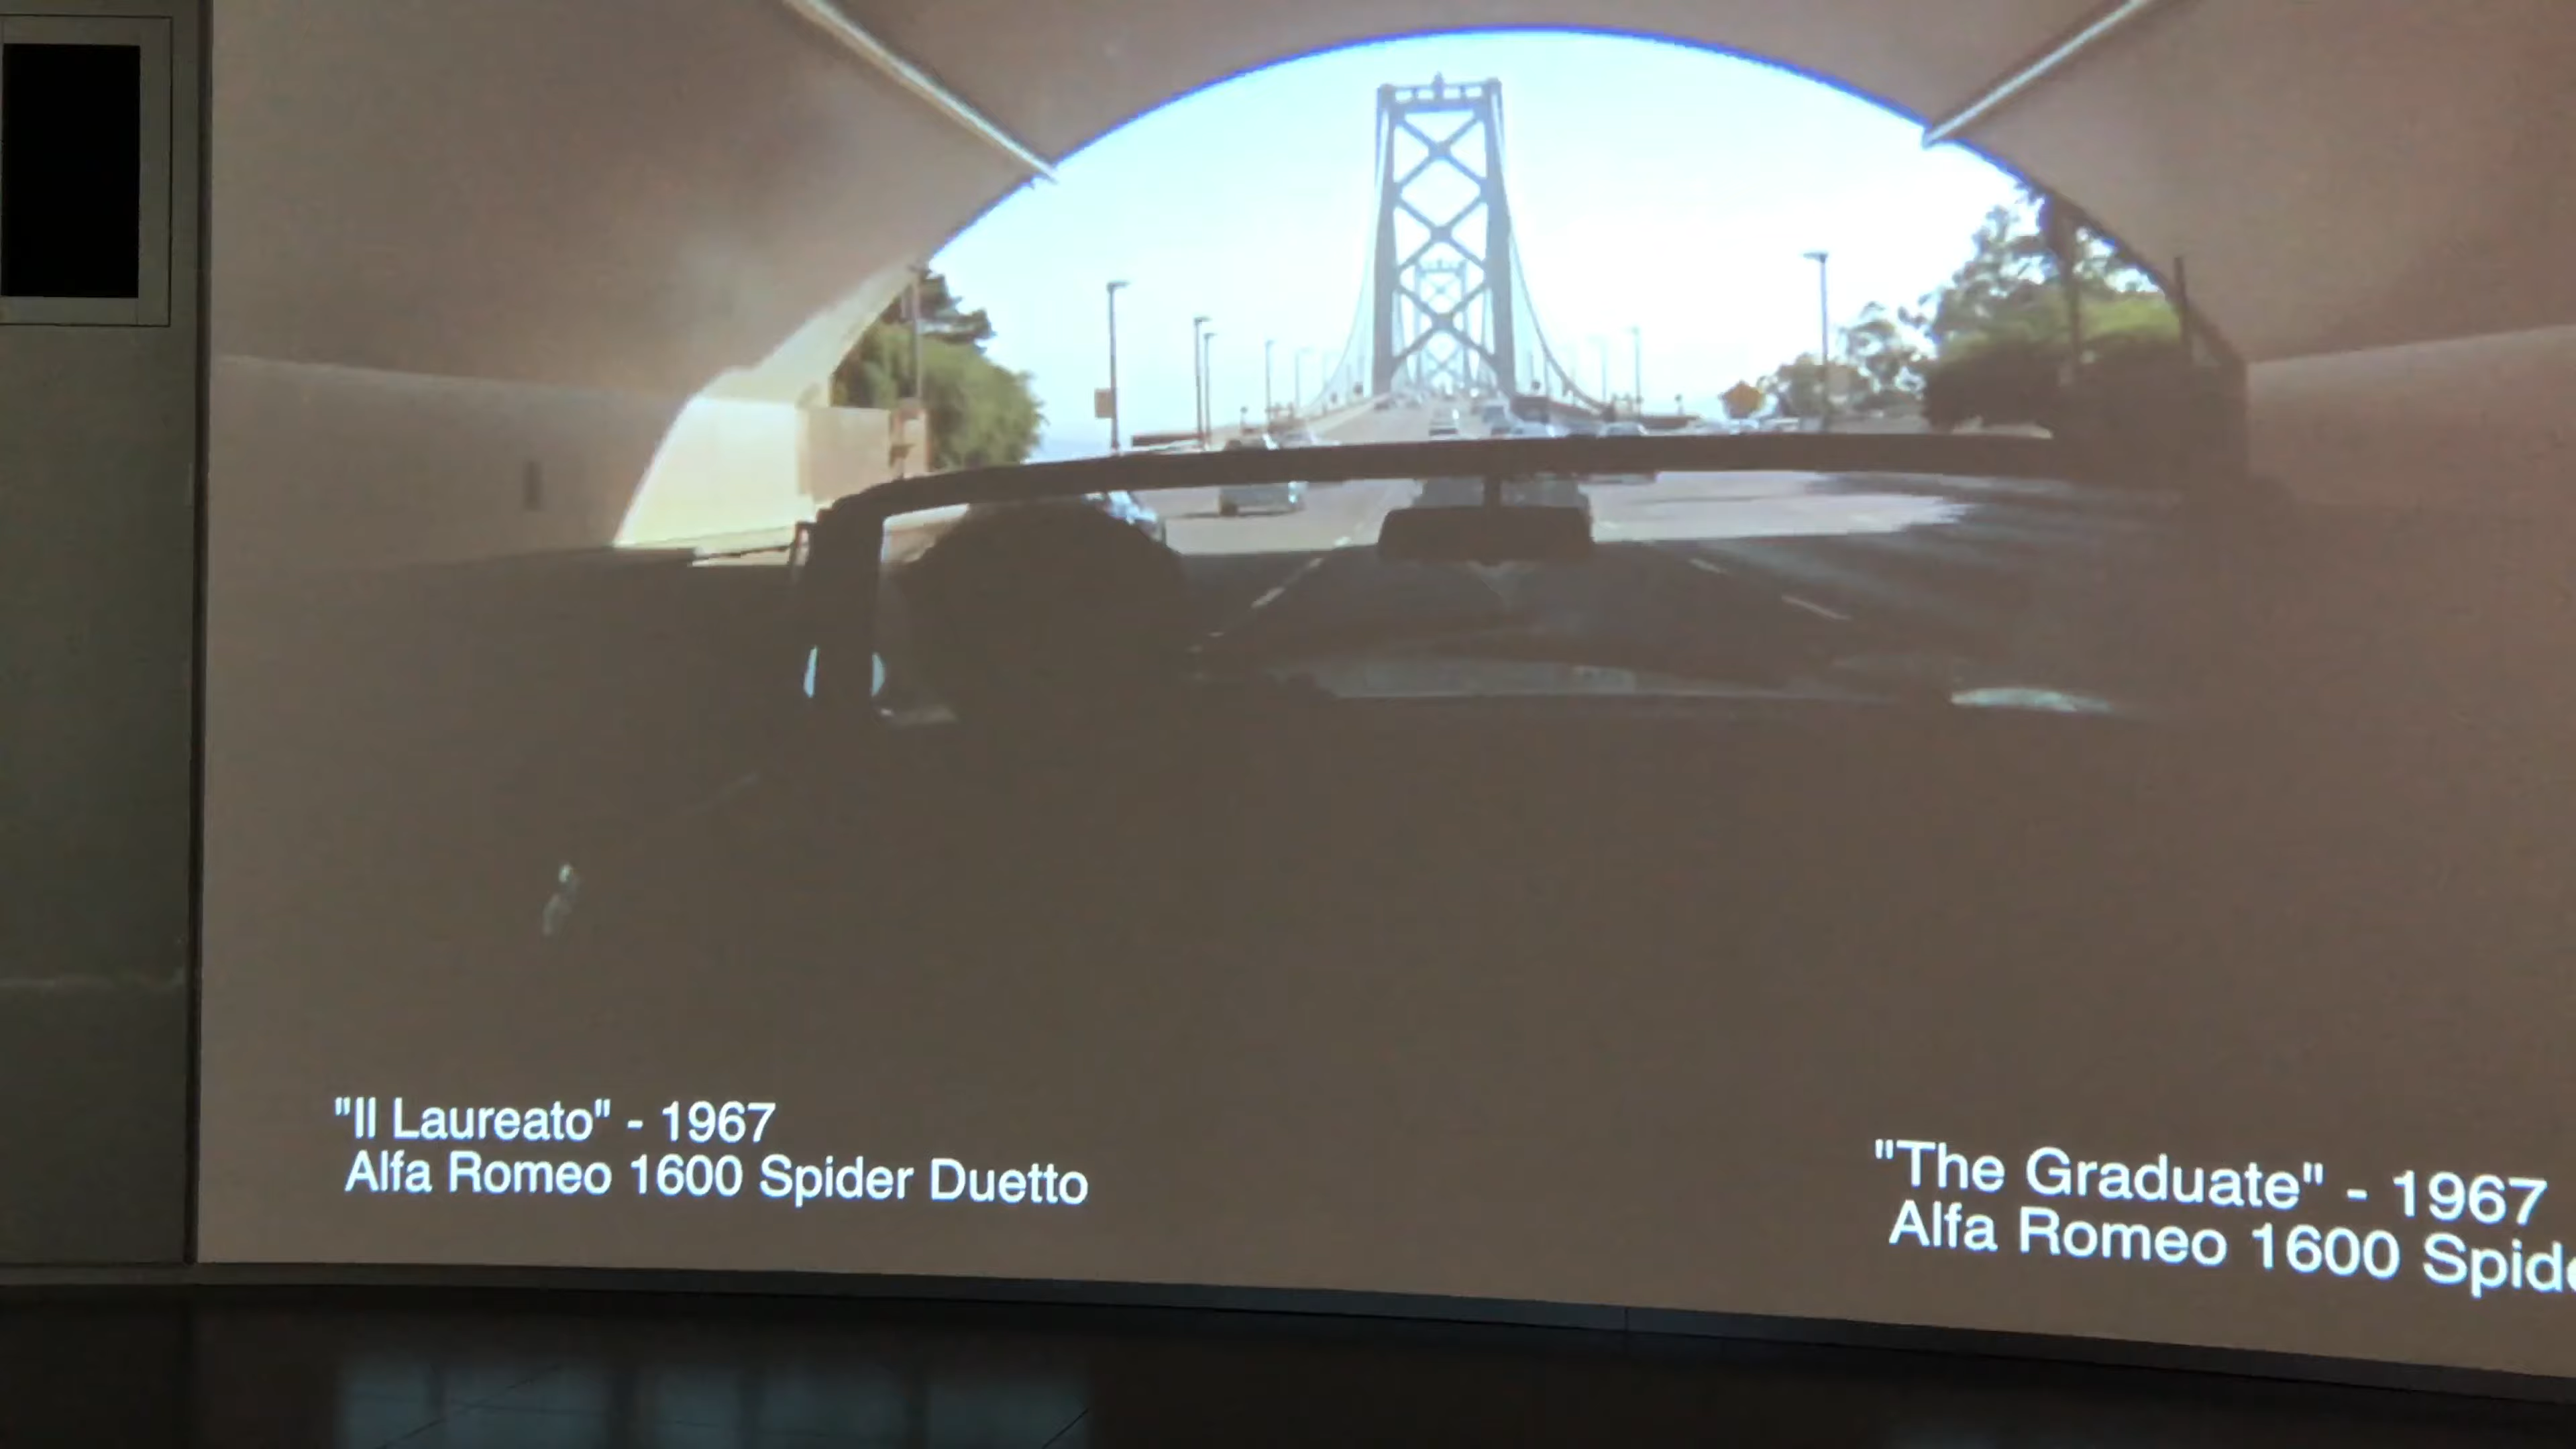 "Il Laureato" - 1967
Alfa Romeo 1600 Spider Duetto
"The Graduate" - 1967
Alfa Romeo 1600